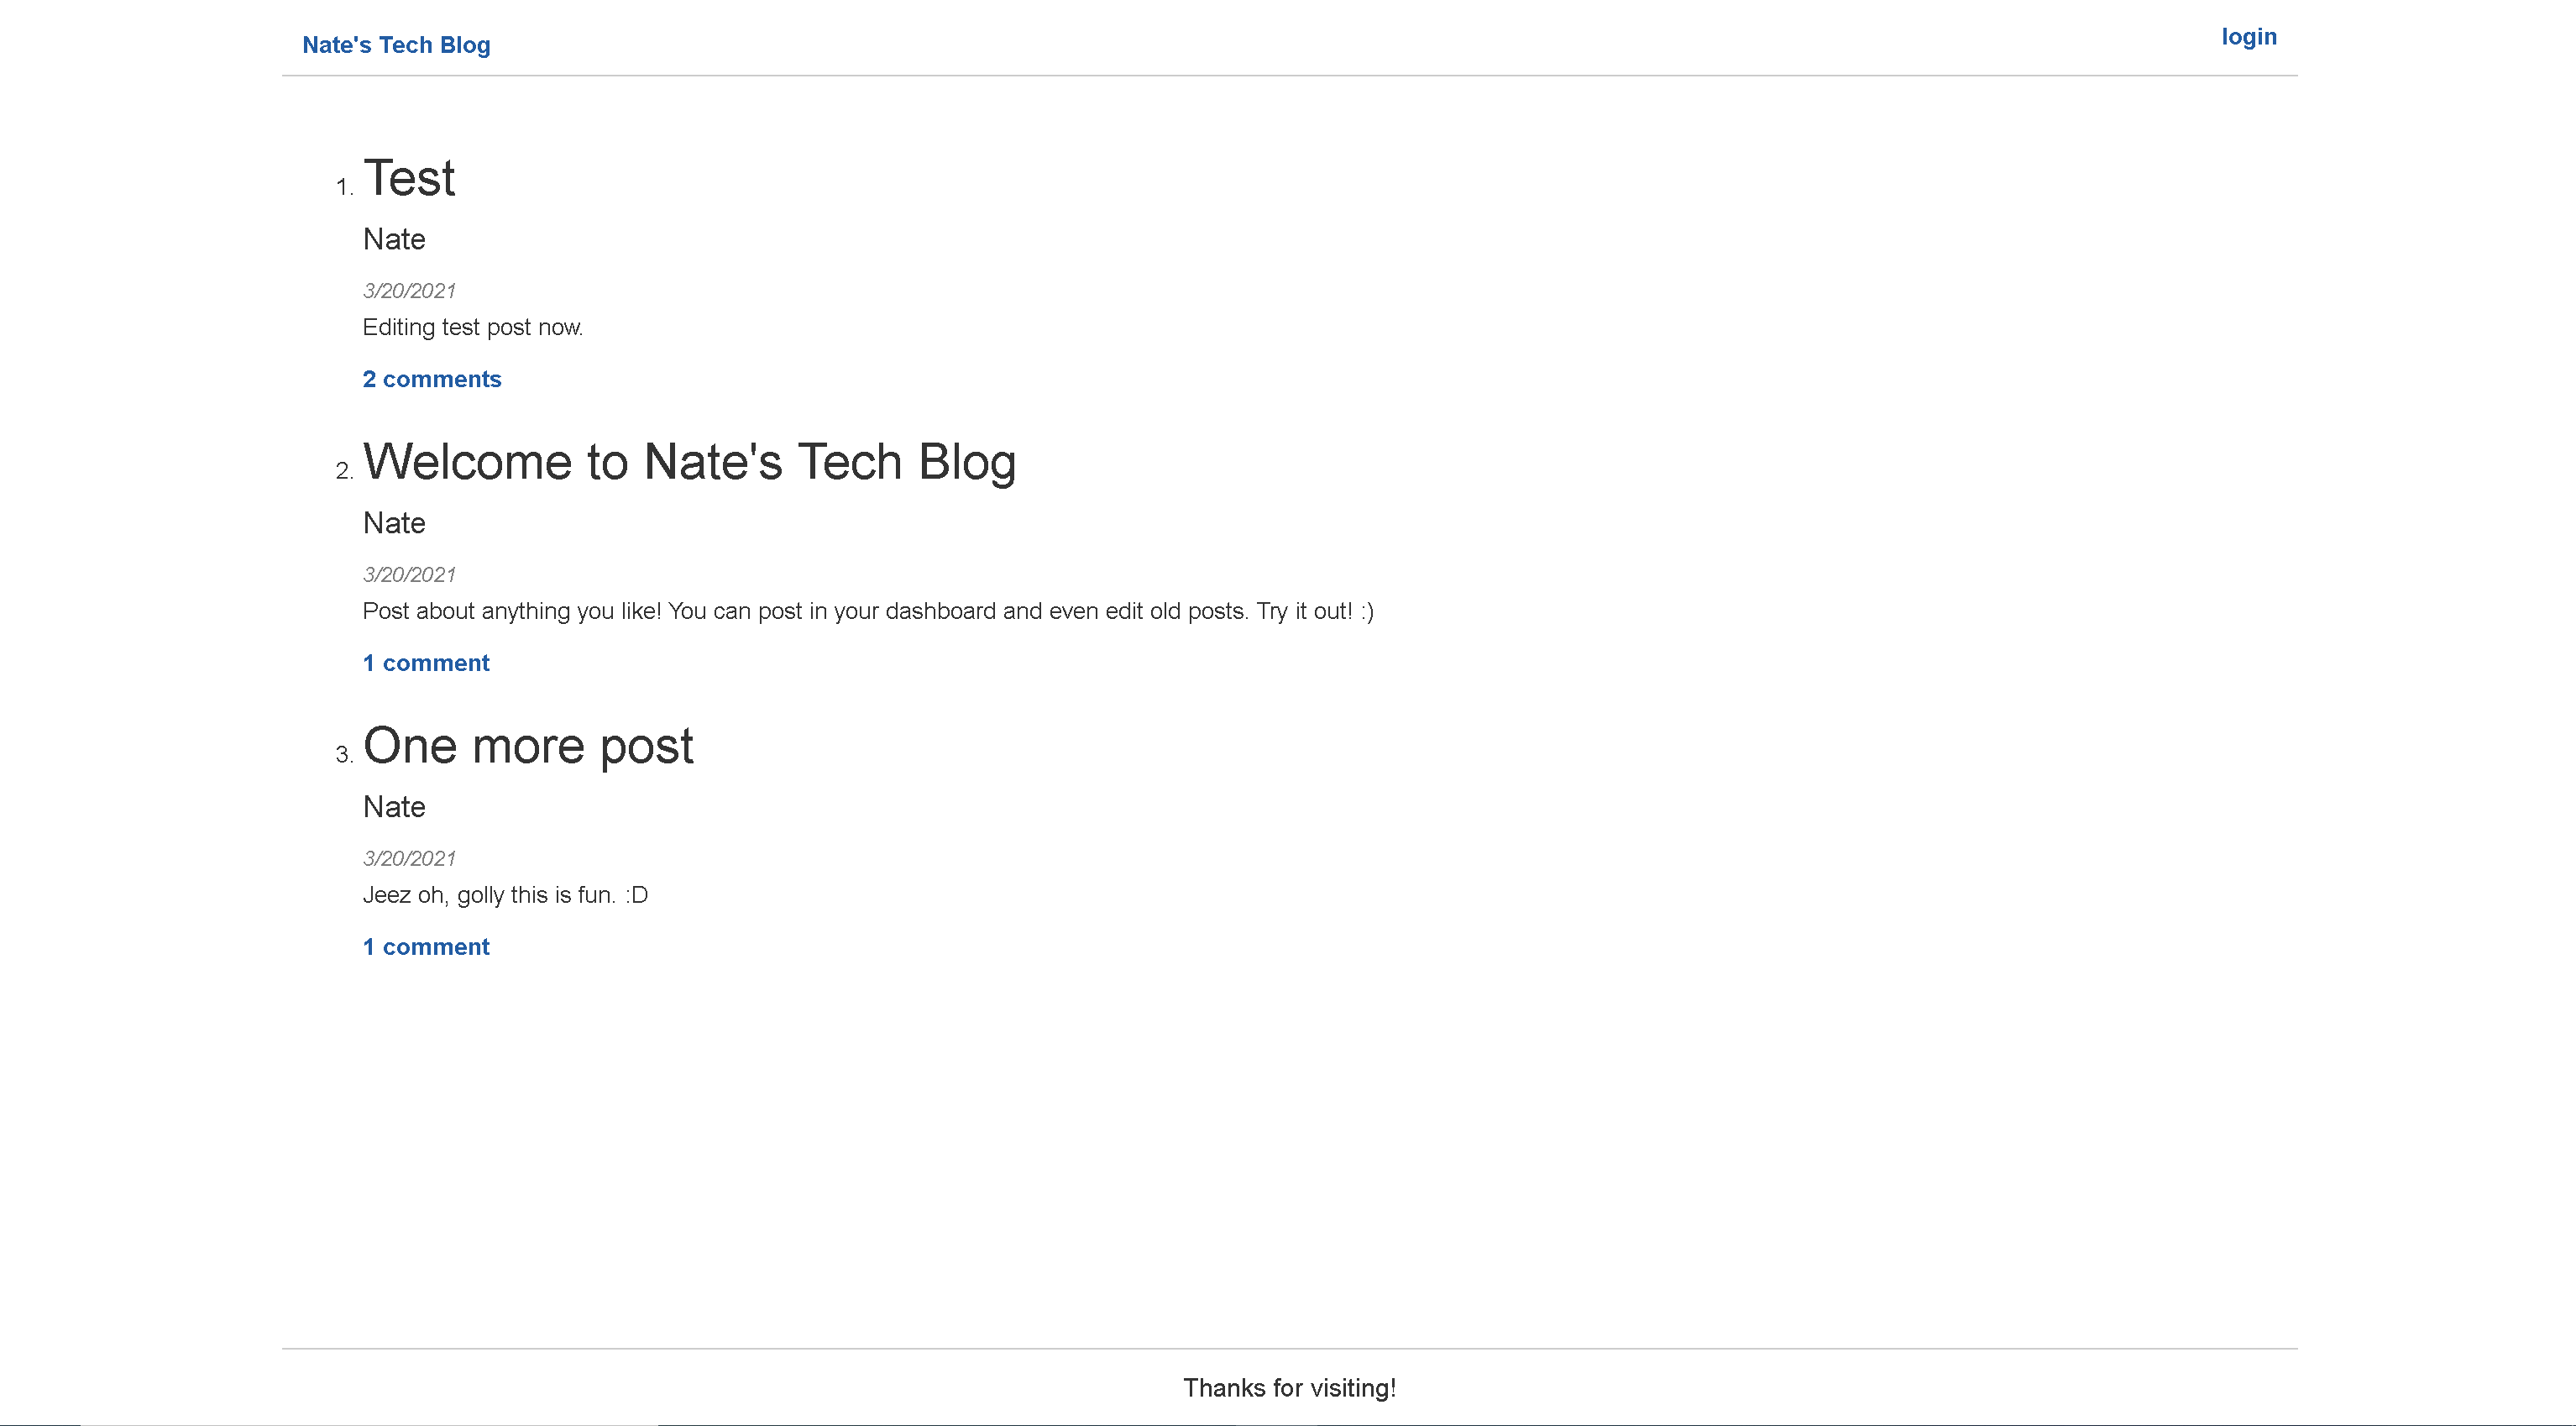 Nate's Tech Blog
login
1. Test
Nate
3/20/2021
Editing test post now.
2 comments
2. Welcome to Nate's Tech Blog
Nate
3/20/2021
Post about anything you like! You can post in your dashboard and even edit old posts. Try it out! :)
1 comment
3. One more post
Nate
3/20/2021
Jeez oh, golly this is fun. :D
1 comment
Thanks for visiting!